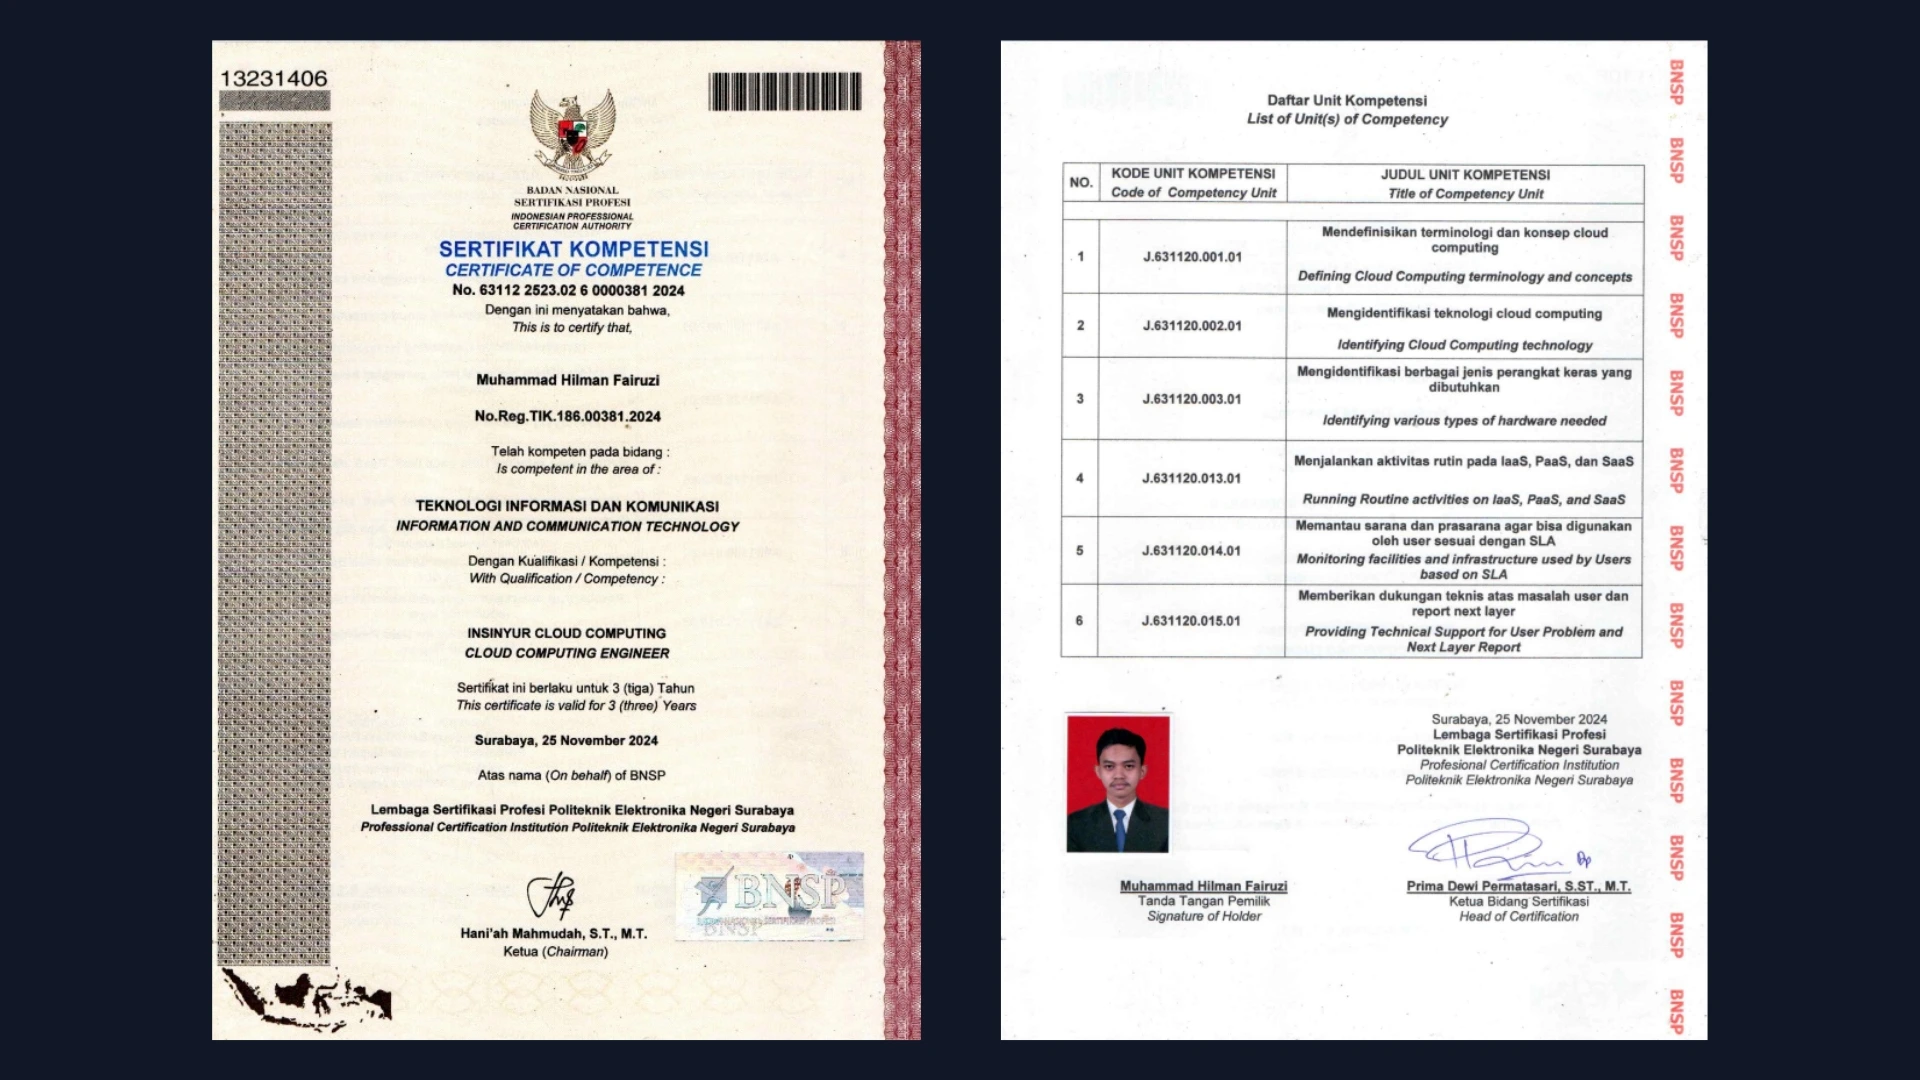 13231406
BADAN NASIONAL
SERTIFIKASI PROFESI
INDONESIAN PROFESSIONAL
CERTIFICATION AUTHORITY
SERTIFIKAT KOMPETENSI
CERTIFICATE OF COMPETENCE
No. 63112 2523.02 6 0000381 2024
Dengan ini menyatakan bahwa,
This is to certify that,
Muhammad Hilman Fairuzi
No.Reg.TIK.186.00381.2024
Telah kompeten pada bidang :
Is competent in the area of :
TEKNOLOGI INFORMASI DAN KOMUNIKASI
INFORMATION AND COMMUNICATION TECHNOLOGY
Dengan Kualifikasi / Kompetensi :
With Qualification / Competency :
INSINYUR CLOUD COMPUTING
CLOUD COMPUTING ENGINEER
Sertifikat ini berlaku untuk 3 (tiga) Tahun
This certificate is valid for 3 (three) Years
Surabaya, 25 November 2024
Atas nama (On behalf) of BNSP
Lembaga Sertifikasi Profesi Politeknik Elektronika Negeri Surabaya
Professional Certification Institution Politeknik Elektronika Negeri Surabaya
BNSP
BNSP
Hani'ah Mahmudah, S.T., M.T.
Ketua (Chairman)
Daftar Unit Kompetensi
List of Unit(s) of Competency
NO.
KODE UNIT KOMPETENSI
Code of Competency Unit
JUDUL UNIT KOMPETENSI
Title of Competency Unit
1
J.631120.001.01
Mendefinisikan terminologi dan konsep cloud
computing
Defining Cloud Computing terminology and concepts
2
J.631120.002.01
Mengidentifikasi teknologi cloud computing
Identifying Cloud Computing technology
3
J.631120.003.01
Mengidentifikasi berbagai jenis perangkat keras yang
dibutuhkan
Identifying various types of hardware needed
4
J.631120.013.01
Menjalankan aktivitas rutin pada IaaS, PaaS, dan SaaS
Running Routine activities on IaaS, PaaS, and SaaS
5
J.631120.014.01
Memantau sarana dan prasarana agar bisa digunakan
oleh user sesuai dengan SLA
Monitoring facilities and infrastructure used by Users
based on SLA
6
J.631120.015.01
Memberikan dukungan teknis atas masalah user dan
report next layer
Providing Technical Support for User Problem and
Next Layer Report
Surabaya, 25 November 2024
Lembaga Sertifikasi Profesi
Politeknik Elektronika Negeri Surabaya
Profesional Certification Institution
Politeknik Elektronika Negeri Surabaya
Muhammad Hilman Fairuzi
Tanda Tangan Pemilik
Signature of Holder
Prima Dewi Permatasari, S.ST., M.T.
Ketua Bidang Sertifikasi
Head of Certification
BNSP
BNSP
BNSP
BNSP
BNSP
BNSP
BNSP
BNSP
BNSP
BNSP
BNSP
BNSP
BNSP